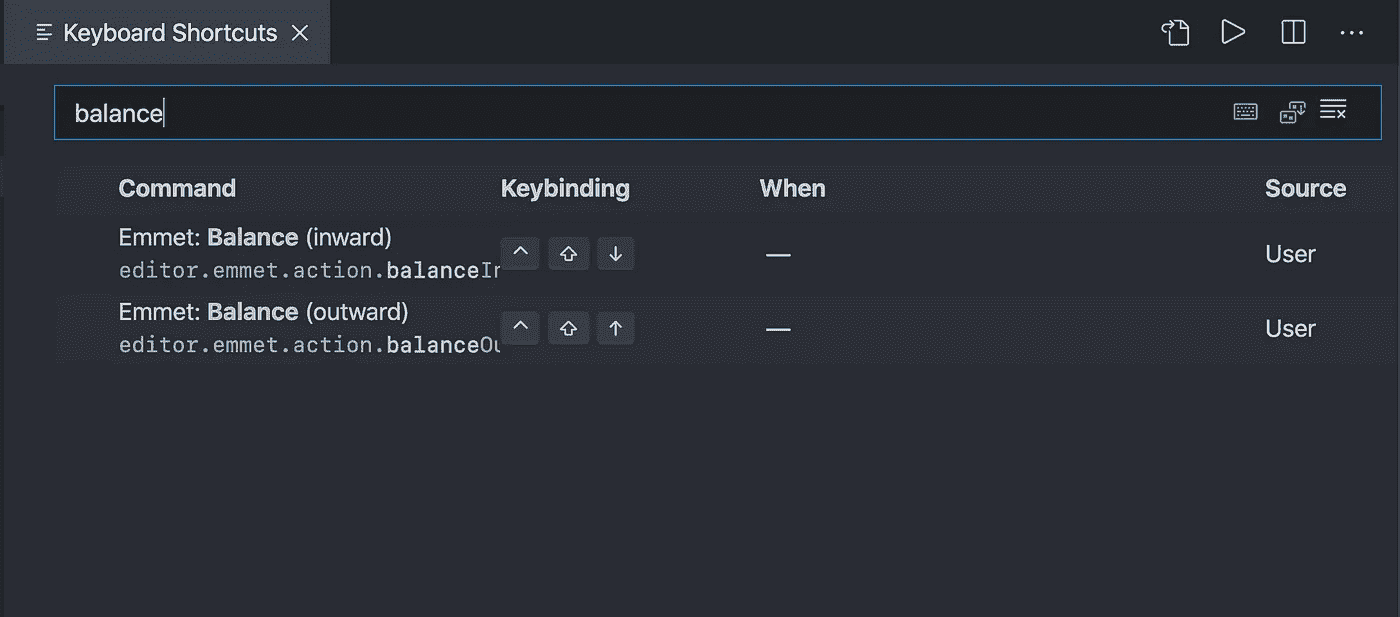 Keyboard Shortcuts
balance
Command Keybinding When Source
Emmet: Balance (inward)
editor.emmet.action.balanceIn
^ ⇧ ↓ — User
Emmet: Balance (outward)
editor.emmet.action.balanceOu
^ ⇧ ↑ — User